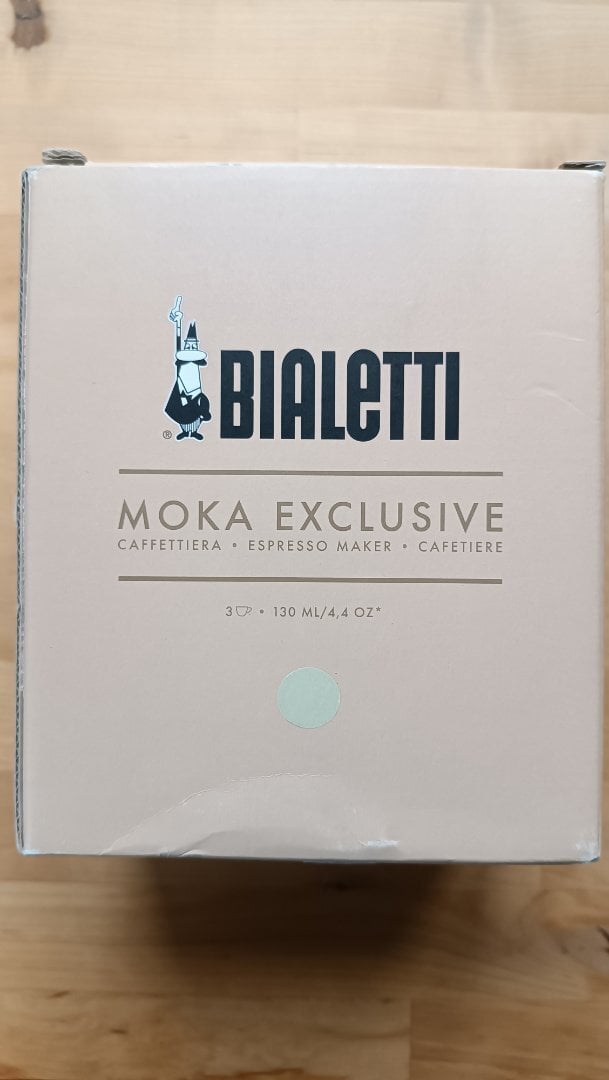 ® BIALETTI
MOKA EXCLUSIVE
CAFFETTIERA • ESPRESSO MAKER • CAFETIERE
3 • 130 ML/4,4 OZ*